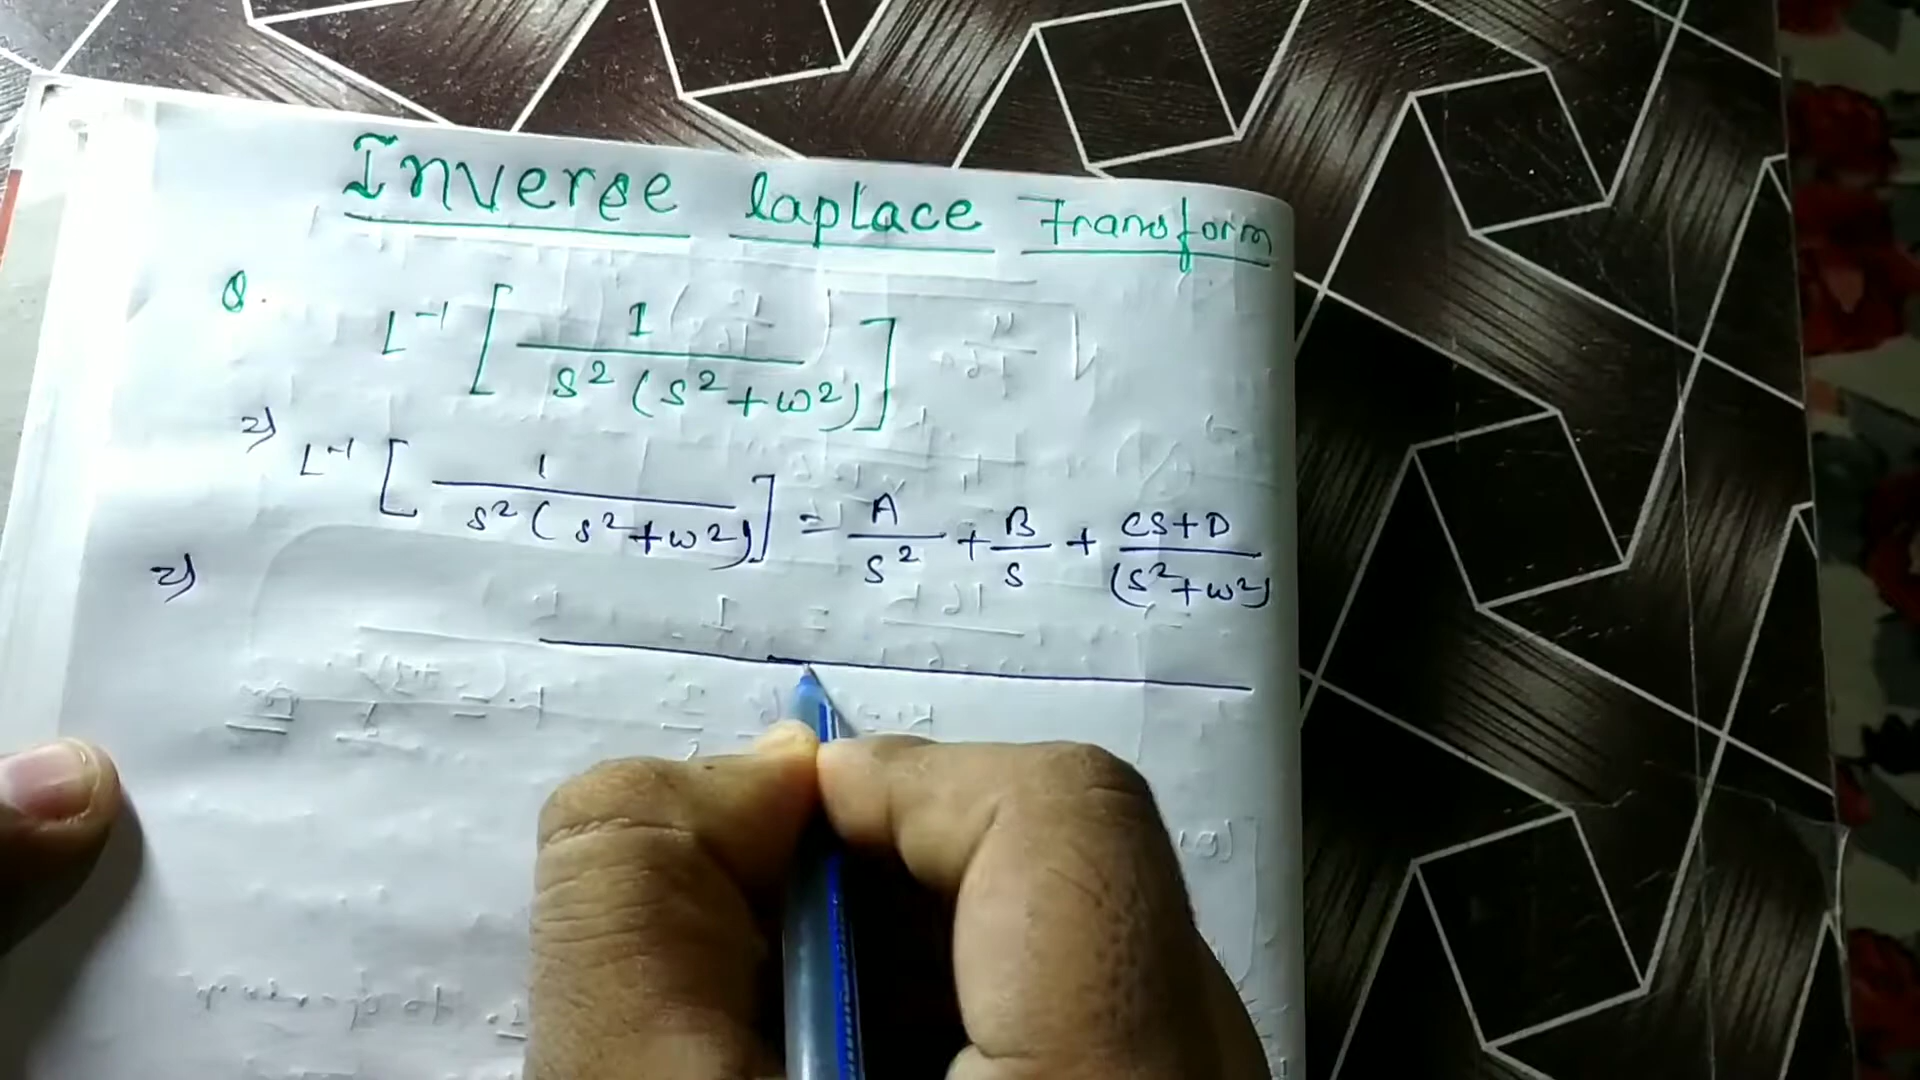 Inverse laplace Transform
Q. L⁻¹ [ 1 / s² (s²+ω²) ]
⇒ L⁻¹ [ 1 / s² (s²+ω²) ] = A / s² + B / s + cs+D / (s²+ω²)
⇒